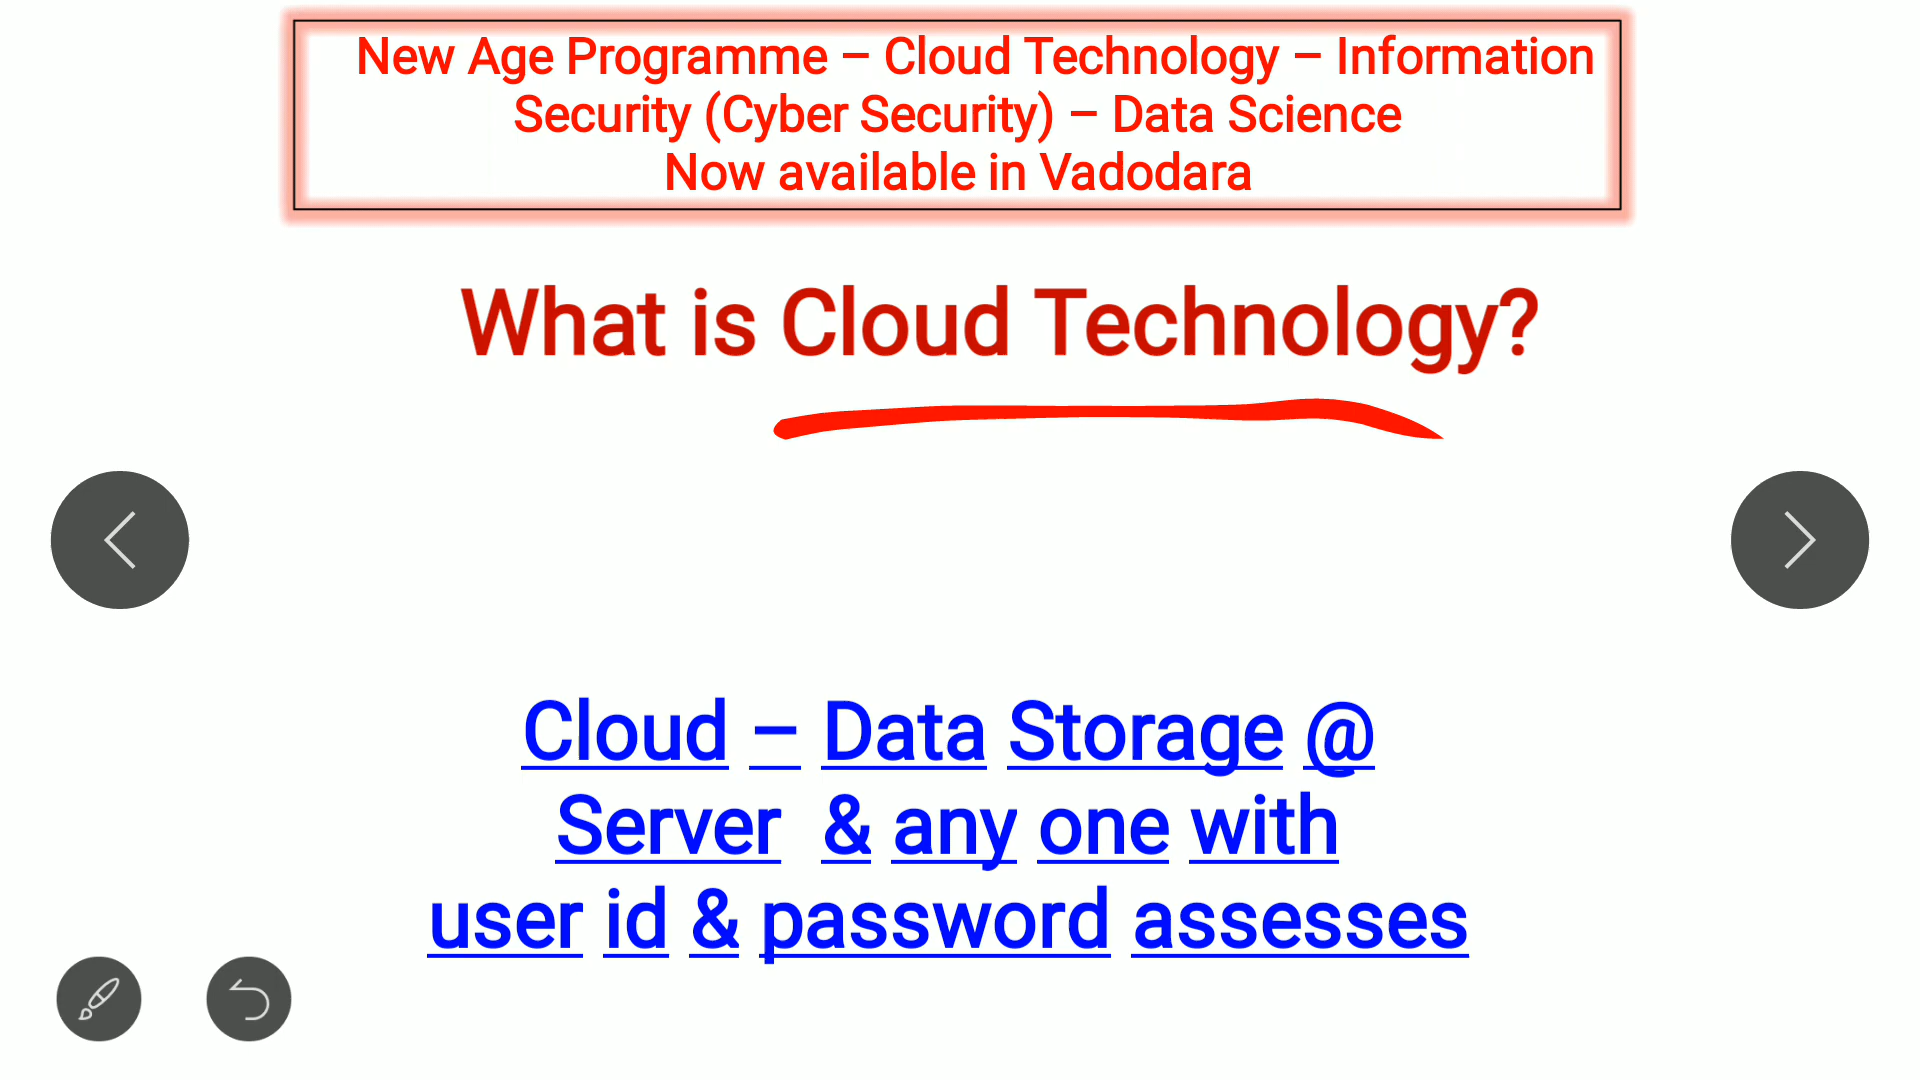 New Age Programme – Cloud Technology – Information
Security (Cyber Security) – Data Science
Now available in Vadodara
What is Cloud Technology?
Cloud – Data Storage @
Server & any one with
user id & password assesses